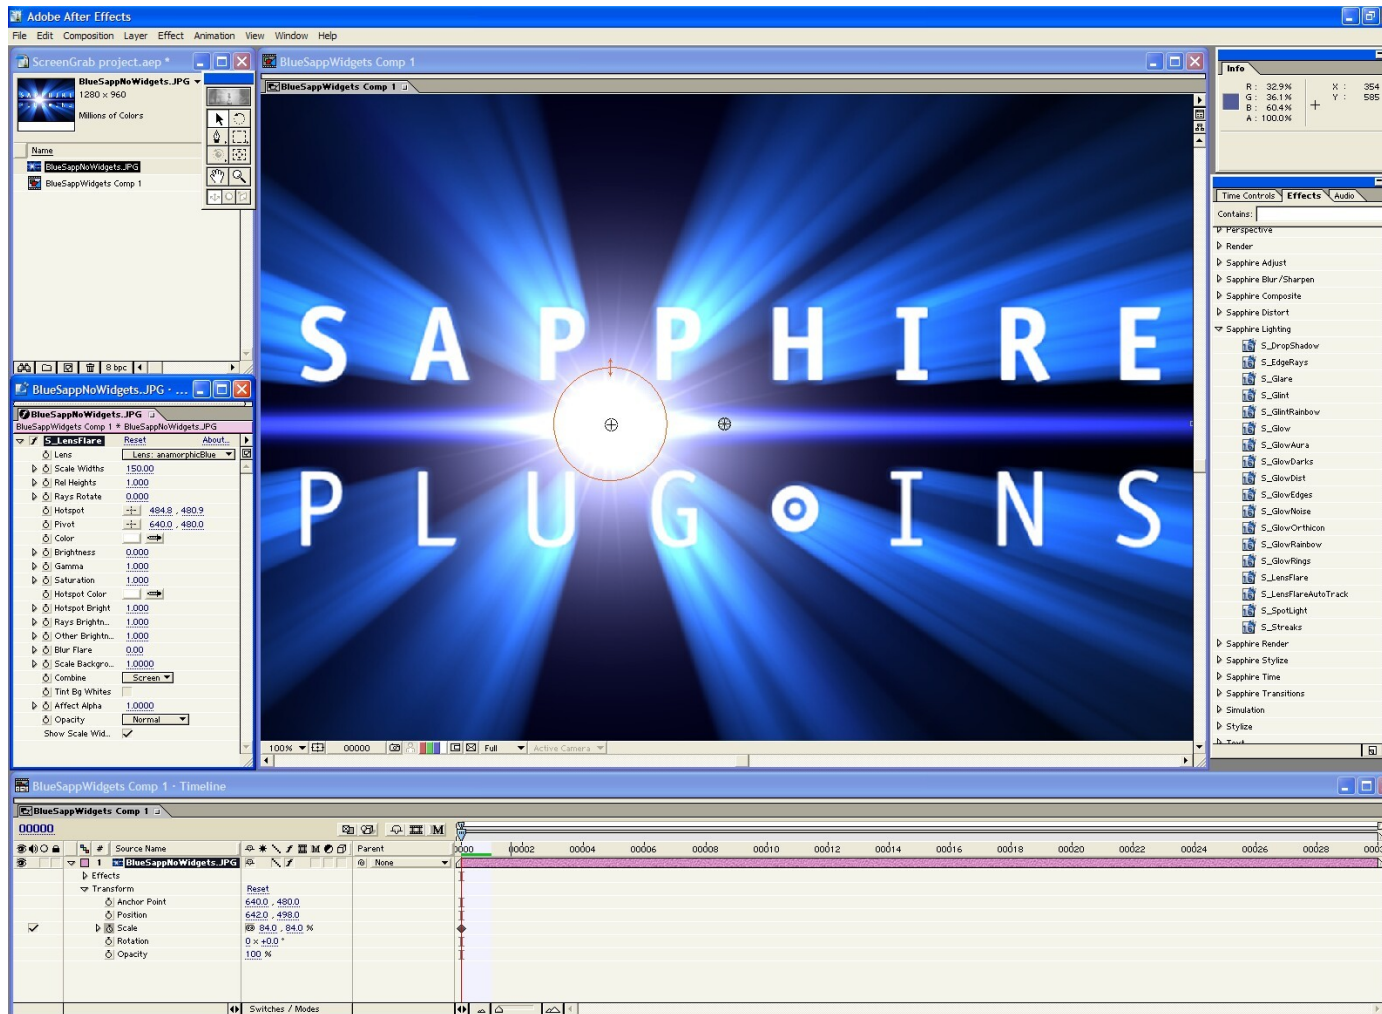 Adobe After Effects
File Edit Composition Layer Effect Animation View Window Help
ScreenGrab project.aep *
BlueSappNoWidgets.JPG
1280 × 960
Millions of Colors
Name
BlueSappNoWidgets.JPG
BlueSappWidgets Comp 1
8 bpc
BlueSappNoWidgets.JPG · ...
BlueSappNoWidgets.JPG
BlueSappWidgets Comp 1 * BlueSappNoWidgets.JPG
S_LensFlare Reset About...
Lens Lens: anamorphicBlue
Scale Widths 150.00
Rel Heights 1.000
Rays Rotate 0.000
Hotspot 484.8 , 480.9
Pivot 640.0 , 480.0
Color
Brightness 0.000
Gamma 1.000
Saturation 1.000
Hotspot Color
Hotspot Bright 1.000
Rays Brightn... 1.000
Other Brightn... 1.000
Blur Flare 0.00
Scale Backgro... 1.0000
Combine Screen
Tint Bg Whites
Affect Alpha 1.0000
Opacity Normal
Show Scale Wid...
BlueSappWidgets Comp 1
BlueSappWidgets Comp 1
SAPPHIRE
PLUG INS
100% 00000 Full Active Camera
Info
R : 32.9% X : 354
G : 36.1% Y : 585
B : 60.4%
A : 100.0%
Time Controls Effects Audio
Contains:
Perspective
Render
Sapphire Adjust
Sapphire Blur/Sharpen
Sapphire Composite
Sapphire Distort
Sapphire Lighting
S_DropShadow
S_EdgeRays
S_Glare
S_Glint
S_GlintRainbow
S_Glow
S_GlowAura
S_GlowDarks
S_GlowDist
S_GlowEdges
S_GlowNoise
S_GlowOrthicon
S_GlowRainbow
S_GlowRings
S_LensFlare
S_LensFlareAutoTrack
S_SpotLight
S_Streaks
Sapphire Render
Sapphire Stylize
Sapphire Time
Sapphire Transitions
Simulation
Stylize
Text
BlueSappWidgets Comp 1 · Timeline
BlueSappWidgets Comp 1
00000 M
# Source Name Parent 0000 00002 00004 00006 00008 00010 00012 00014 00016 00018 00020 00022 00024 00026 00028
1 BlueSappNoWidgets.JPG None
Effects
Transform Reset
Anchor Point 640.0 , 480.0
Position 642.0 , 498.0
Scale 84.0 , 84.0 %
Rotation 0 × +0.0 °
Opacity 100 %
Switches / Modes